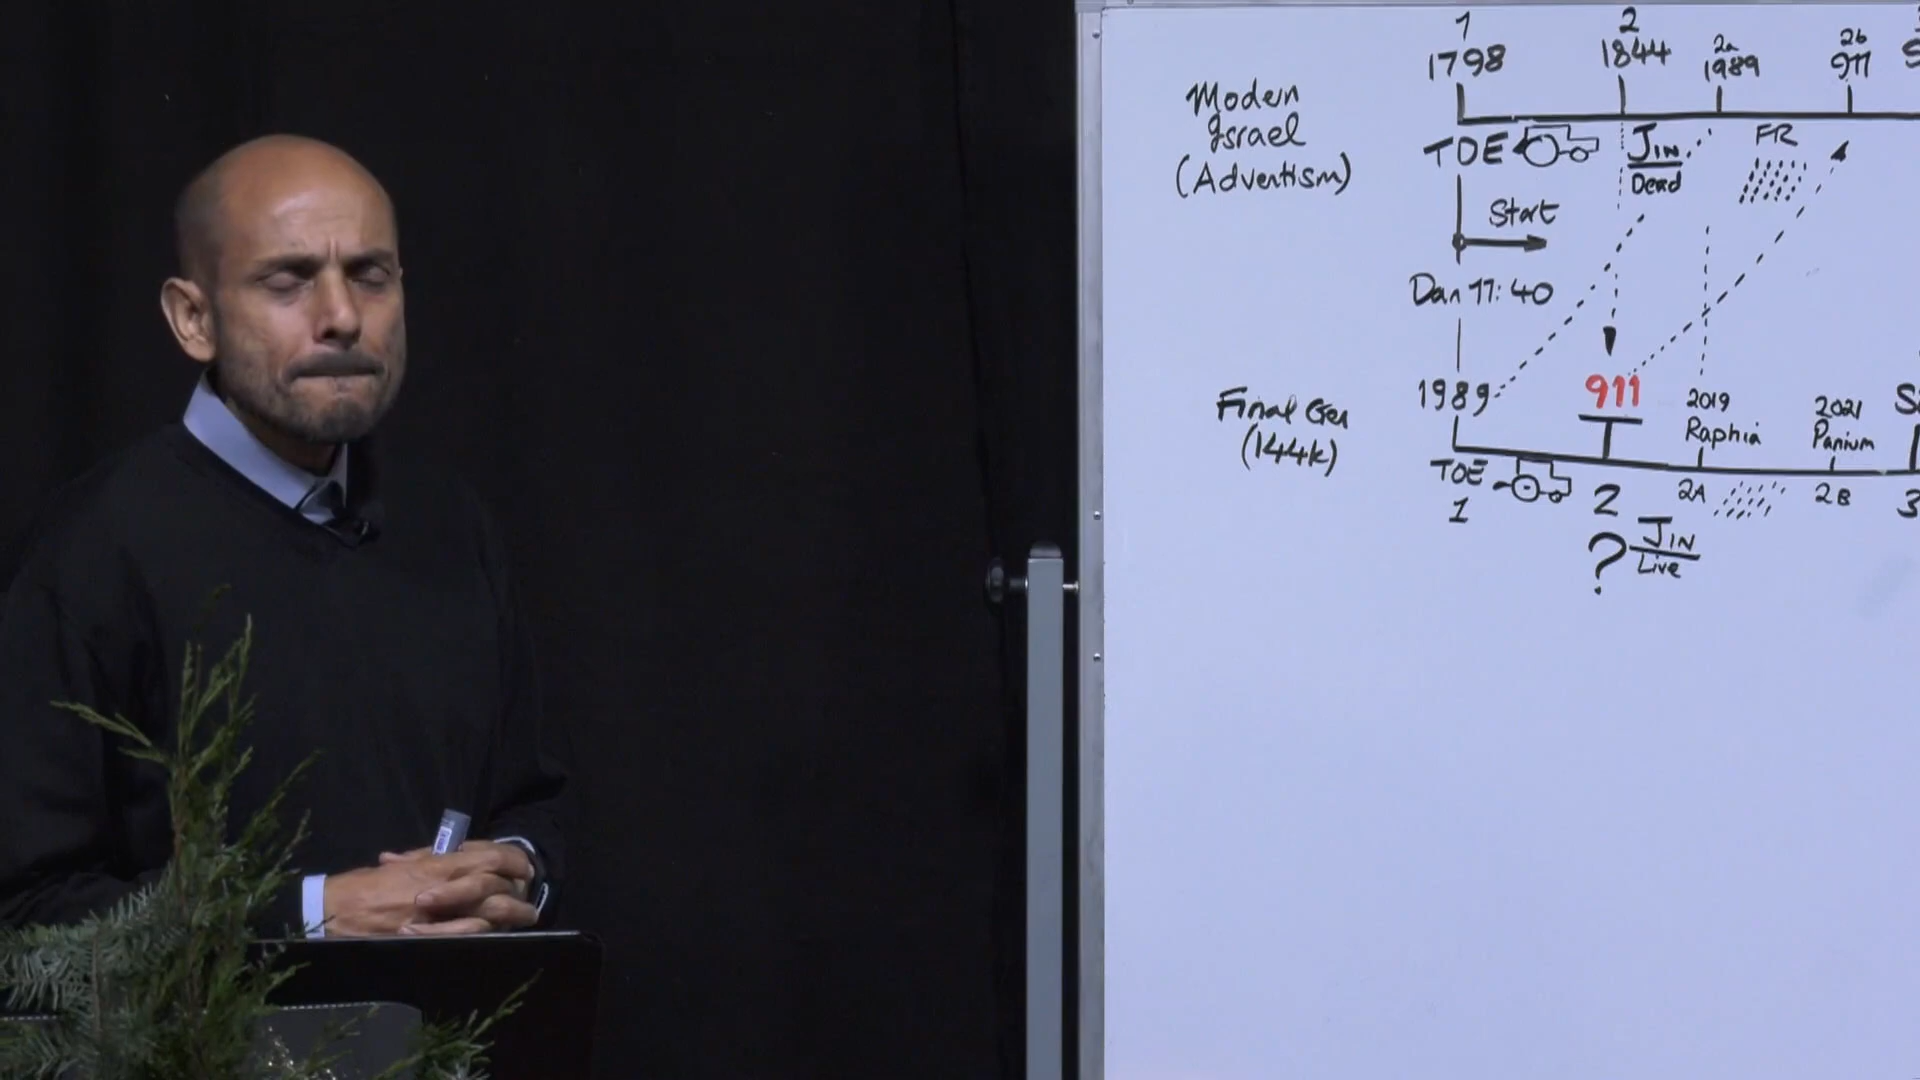 1
1798
2
1844
2a
1989
2b
911
Modern
Israel
(Adventism)
TOE
JIN
Dead
FR
Start
Dan 11:40
Final Gen
(144k)
1989
911
2019
Raphia
2021
Panium
TOE
1
2
2A
2B
3
?
JIN
Live